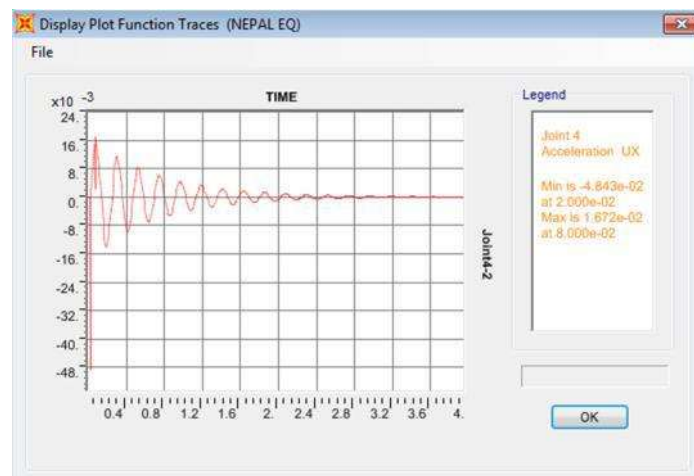 Display Plot Function Traces (NEPAL EQ)
File
x10 -3
TIME
24.
16.
8.
0.
-8.
-16.
-24.
-32.
-40.
-48.
0.4
0.8
1.2
1.6
2.
2.4
2.8
3.2
3.6
4.
Joint4-2
Legend
Joint 4
Acceleration UX
Min is -4.843e-02
at 2.000e-02
Max is 1.672e-02
at 8.000e-02
OK